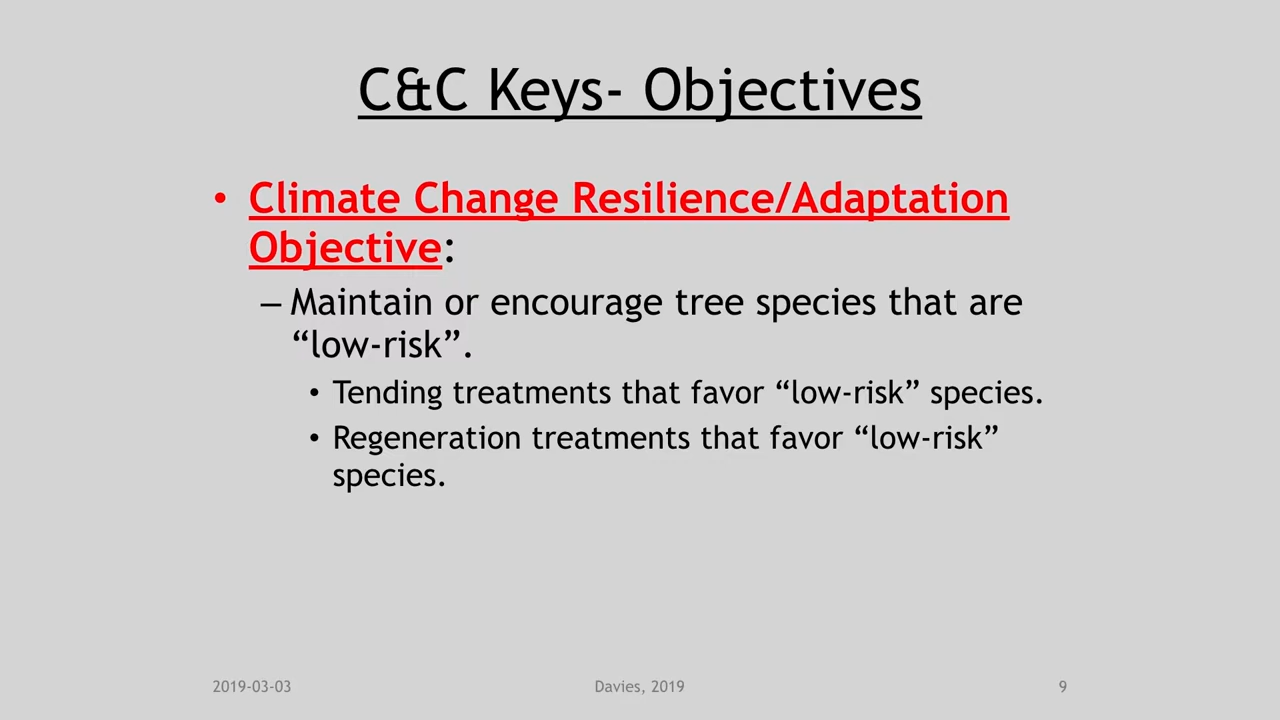 C&C Keys- Objectives
• Climate Change Resilience/Adaptation
Objective:
– Maintain or encourage tree species that are
“low-risk”.
• Tending treatments that favor “low-risk” species.
• Regeneration treatments that favor “low-risk”
species.
2019-03-03 Davies, 2019 9